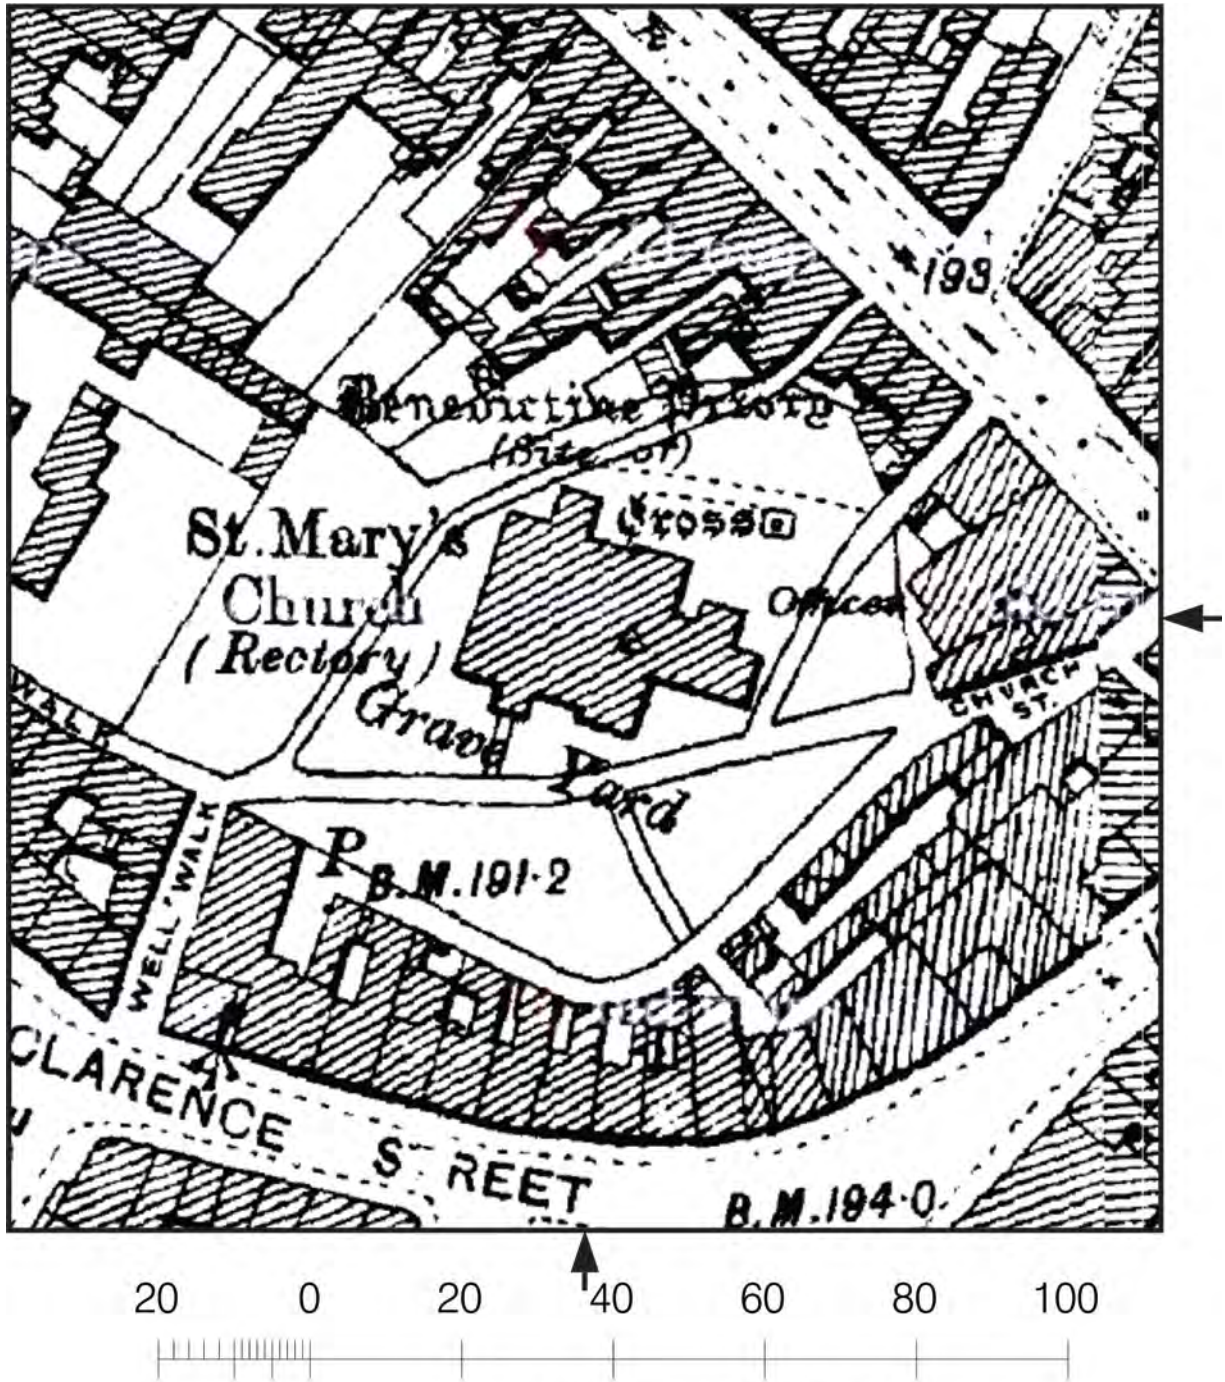 193
Benedictine Priory
(Site of)
St. Mary's
Church
(Rectory)
Cross
Offices
CHURCH
ST.
Grave
Yard
WALK
WELL WALK
P
B.M.191·2
CLARENCE STREET
B.M.194·0
20 0 20 40 60 80 100